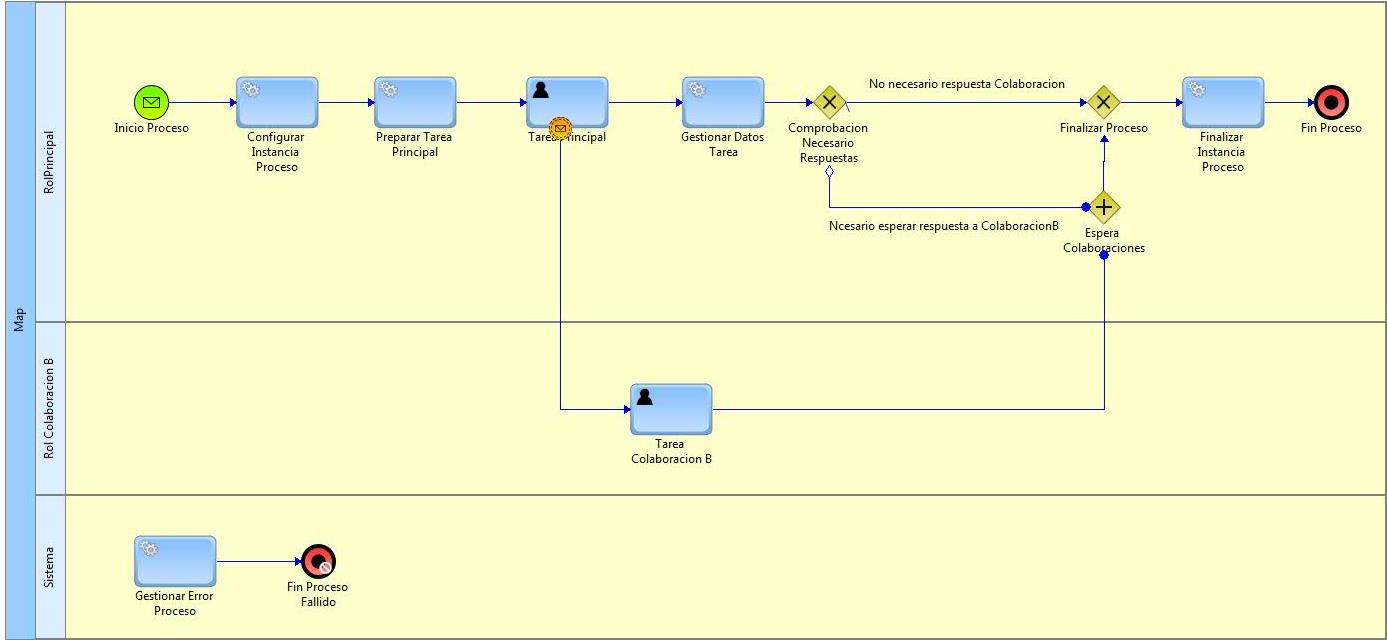 Map
RolPrincipal
No necesario respuesta Colaboracion
Inicio Proceso
Configurar
Instancia
Proceso
Preparar Tarea
Principal
Gestionar Datos
Tarea
Comprobacion
Necesario
Respuestas
Finalizar Proceso
Finalizar
Instancia
Proceso
Fin Proceso
Ncesario esperar respuesta a ColaboracionB
Espera
Colaboraciones
Rol Colaboracion B
Tarea
Colaboracion B
Sistema
Gestionar Error
Proceso
Fin Proceso
Fallido